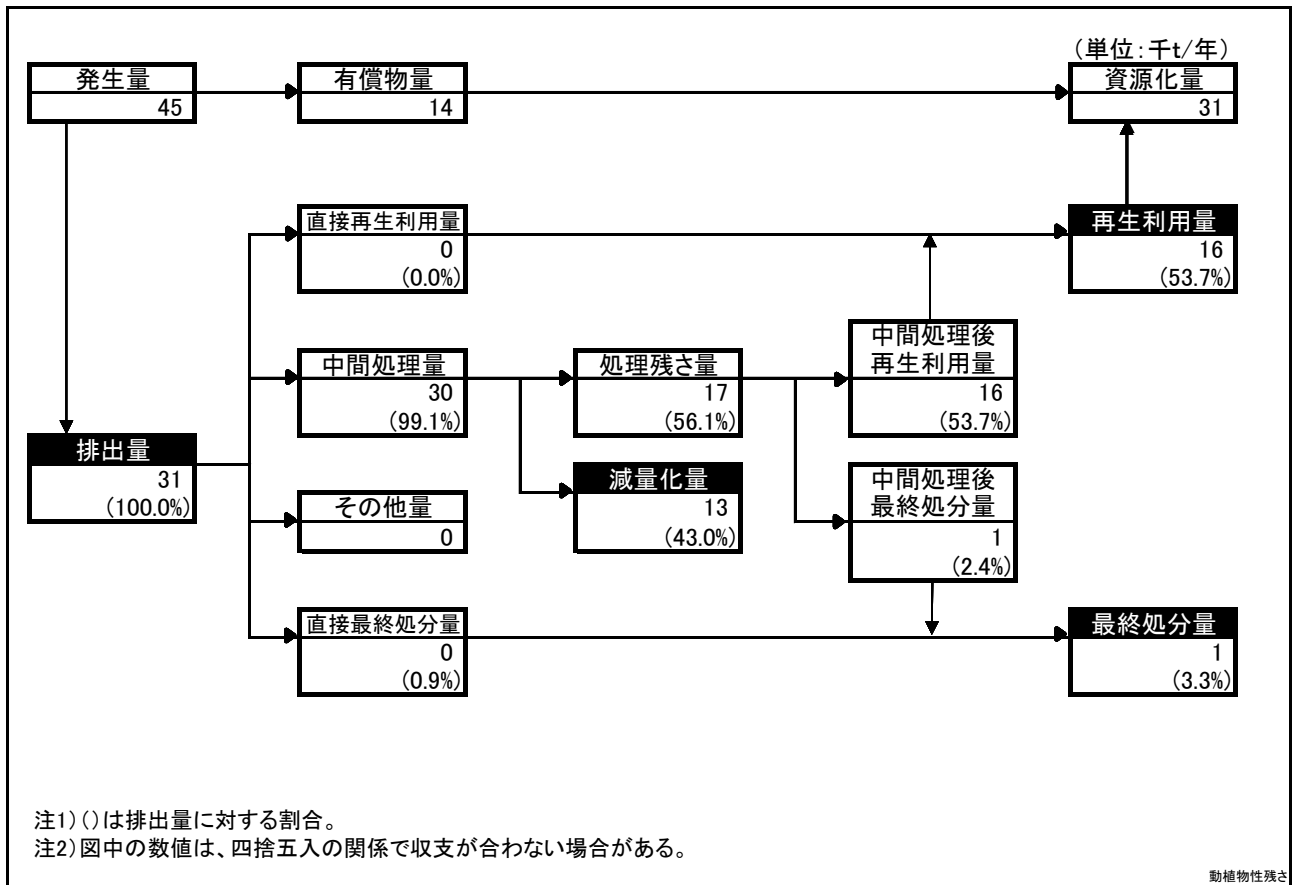 (単位：千t/年)
発生量
45
有償物量
14
資源化量
31
直接再生利用量
0
(0.0%)
再生利用量
16
(53.7%)
中間処理量
30
(99.1%)
処理残さ量
17
(56.1%)
中間処理後
再生利用量
16
(53.7%)
排出量
31
(100.0%)
その他量
0
減量化量
13
(43.0%)
中間処理後
最終処分量
1
(2.4%)
直接最終処分量
0
(0.9%)
最終処分量
1
(3.3%)
注1)()は排出量に対する割合。
注2)図中の数値は、四捨五入の関係で収支が合わない場合がある。
動植物性残さ